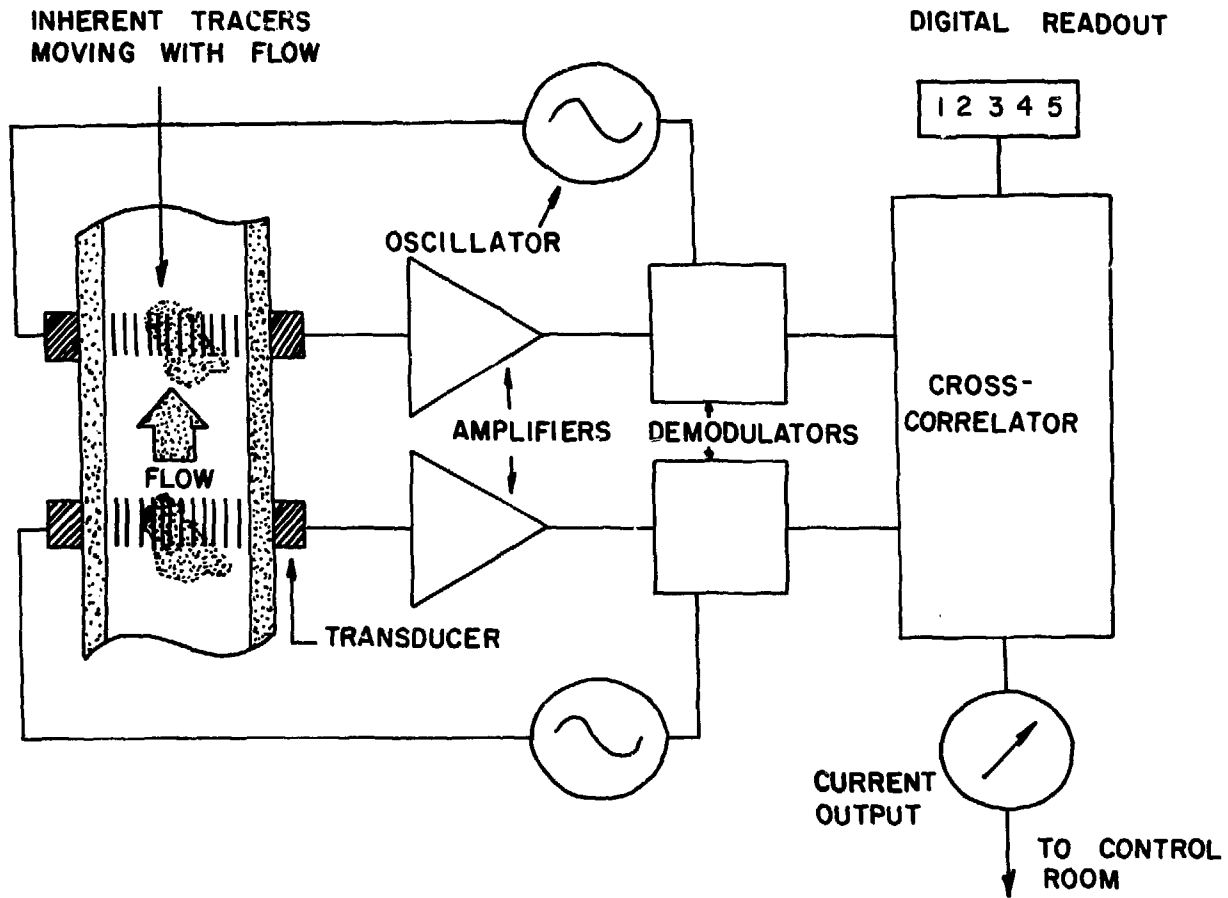 INHERENT TRACERS
MOVING WITH FLOW
DIGITAL READOUT
1 2 3 4 5
OSCILLATOR
AMPLIFIERS
DEMODULATORS
CROSS-
CORRELATOR
FLOW
TRANSDUCER
CURRENT
OUTPUT
TO CONTROL
ROOM